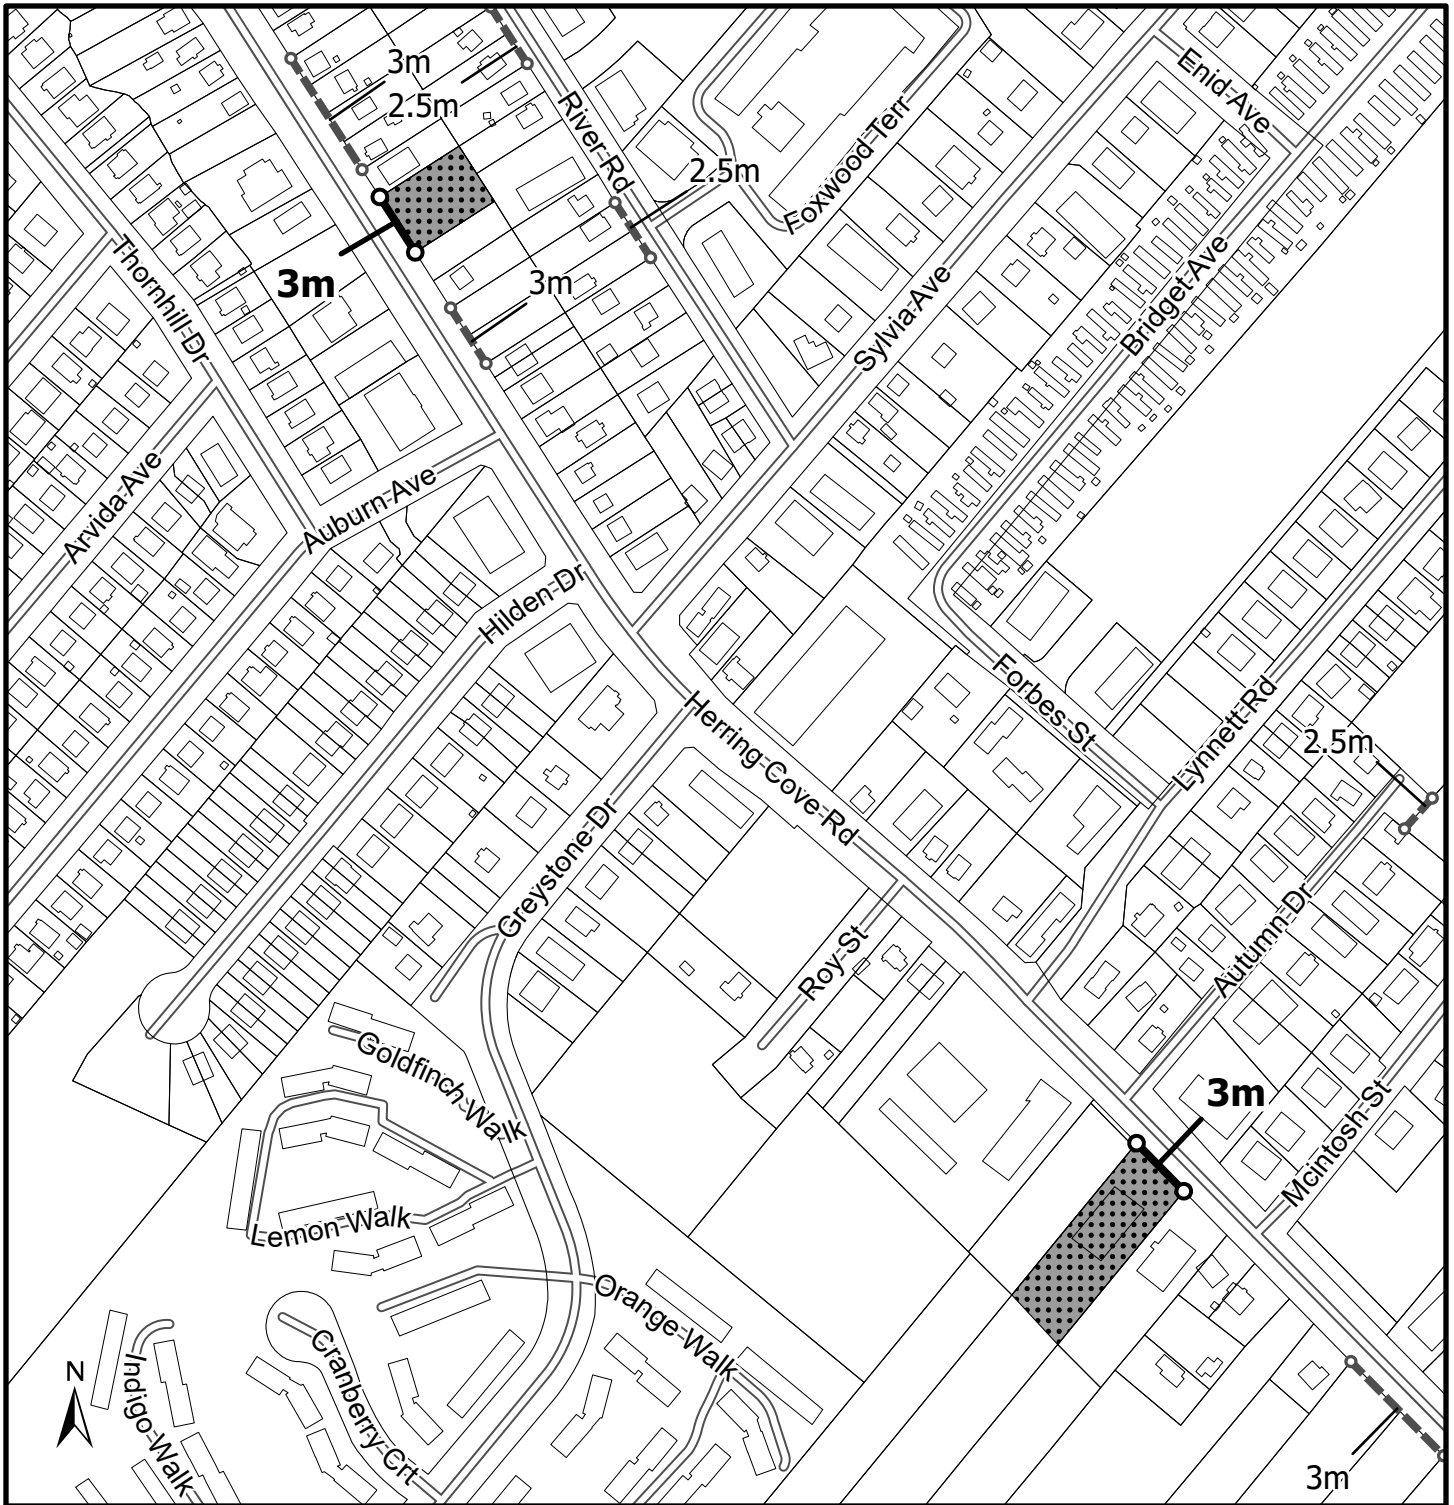 3m
2.5m
River Rd
Enid Ave
2.5m
Foxwood Terr
3m
3m
Thornhill Dr
Sylvia Ave
Bridget Ave
Arvida Ave
Auburn Ave
Hilden Dr
Forbes St
Herring Cove Rd
Lynnett Rd
2.5m
Greystone Dr
Roy St
Autumn Dr
Goldfinch Walk
3m
Mcintosh St
Lemon Walk
Orange Walk
N
Indigo Walk
Cranberry Crt
3m